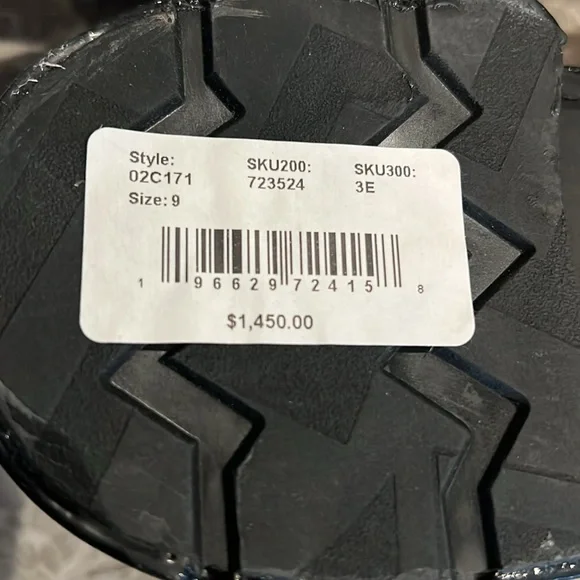 Style: SKU200: SKU300:
02C171 723524 3E
Size: 9
1 96629 72415 8
$1,450.00